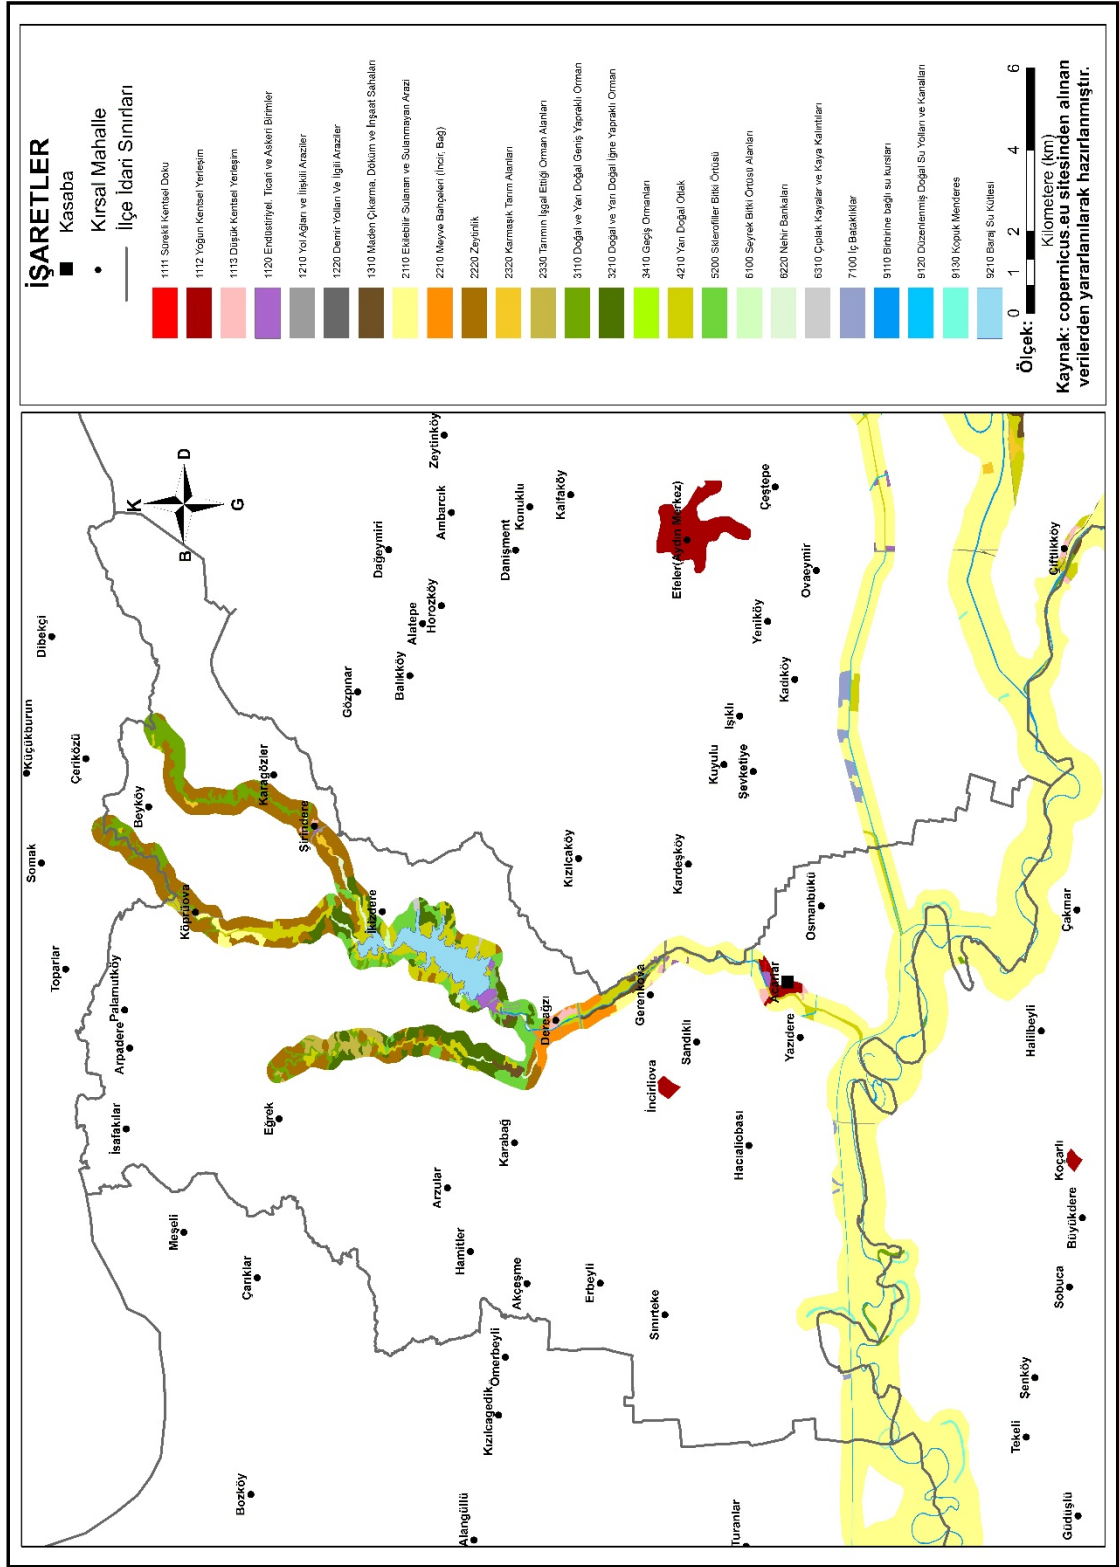 İŞARETLER
Kasaba
Kırsal Mahalle
İlçe İdari Sınırları
1111 Sürekli Kentsel Doku
1112 Yoğun Kentsel Yerleşim
1113 Düşük Kentsel Yerleşim
1120 Endüstriyel, Ticari ve Askeri Birimler
1210 Yol Ağları ve İlişkili Araziler
1220 Demir Yolları Ve İlgili Araziler
1310 Maden Çıkarma, Döküm ve İnşaat Sahaları
2110 Ekilebilir Sulanan ve Sulanmayan Arazi
2210 Meyve Bahçeleri (İncir, Bağ)
2220 Zeytinlik
2320 Karmaşık Tarım Alanları
2330 Tarımın İşgal Ettiği Orman Alanları
3110 Doğal ve Yarı Doğal Geniş Yapraklı Orman
3210 Doğal ve Yarı Doğal İğne Yapraklı Orman
3410 Geçiş Ormanları
4210 Yarı Doğal Otlak
5200 Sklerofiller Bitki Örtüsü
6100 Seyrek Bitki Örtüsü Alanları
6220 Nehir Bankaları
6310 Çıplak Kayalar ve Kaya Kalıntıları
7100 İç Bataklıklar
9110 Birbirine bağlı su kursları
9120 Düzenlenmiş Doğal Su Yolları ve Kanalları
9130 Kopuk Menderes
9210 Baraj Su Kütlesi
Ölçek:
0 1 2 4 6
Kilometere (km)
Kaynak: copernicus.eu sitesinden alınan
verilerden yararlanılarak hazırlanmıştır.
K
B
D
G
Küçükburun
Dibekçi
Somak
Çeriközü
Toparlar
Beyköy
Palamutköy
Arpadere
İsafakılar
Köprüova
Meşeli
Karagözler
Eğrek
Çarıklar
Bozköy
Şirindere
Gözpınar
İkizdere
Dağeymiri
Balıkköy
Alatepe
Horozköy
Ambarcık
Zeytinköy
Arzular
Hamitler
Kızılcagedik
Ömerbeyli
Alangüllü
Karabağ
Akçeşme
Danişment
Konuklu
Kalfaköy
Dereağzı
Kızılcaköy
Erbeyli
Gerenkova
Sınırteke
İncirliova
Sandıklı
Kardeşköy
Efeler(Aydın Merkez)
Kuyulu
Işıklı
Şevketiye
Yeniköy
Çeştepe
Turanlar
Hacıaliobası
Acarlar
Yazıdere
Osmanbükü
Kadıköy
Ovaeymir
Tekeli
Şenköy
Halilbeyli
Çakmar
Çiftlikköy
Güdüşlü
Sobuca
Büyükdere
Koçarlı